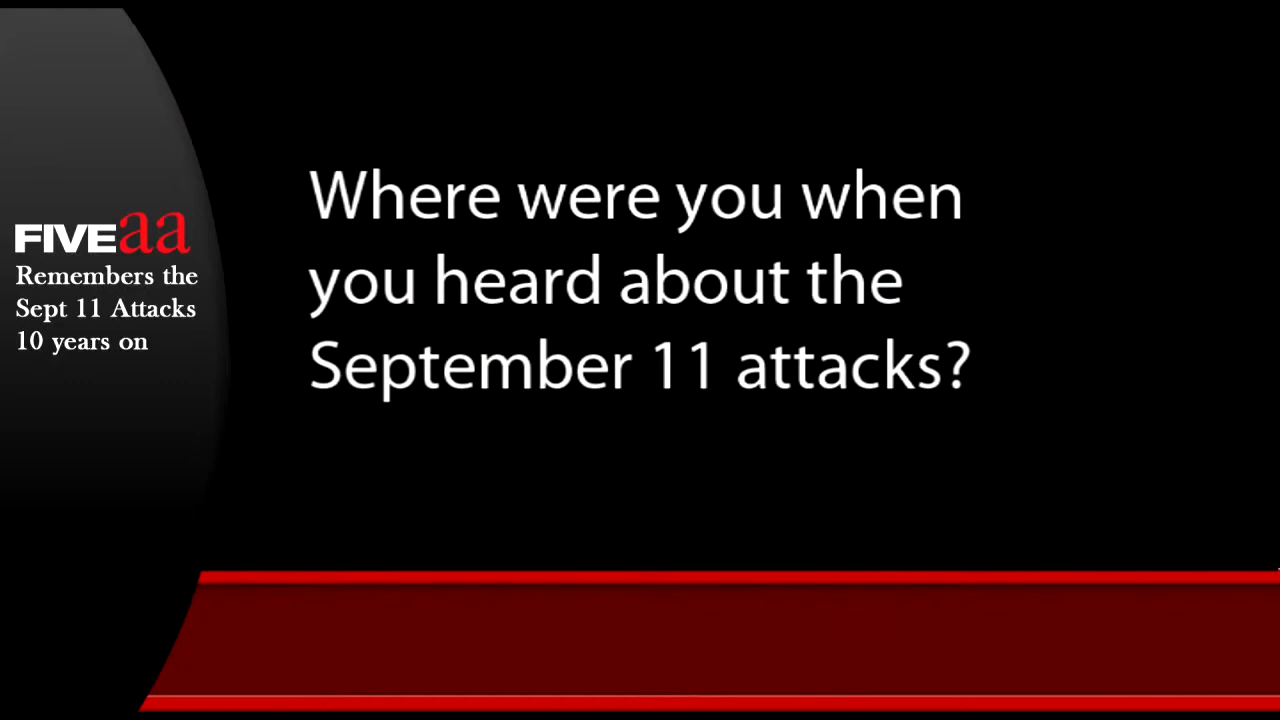 FIVEaa
Remembers the
Sept 11 Attacks
10 years on
Where were you when
you heard about the
September 11 attacks?